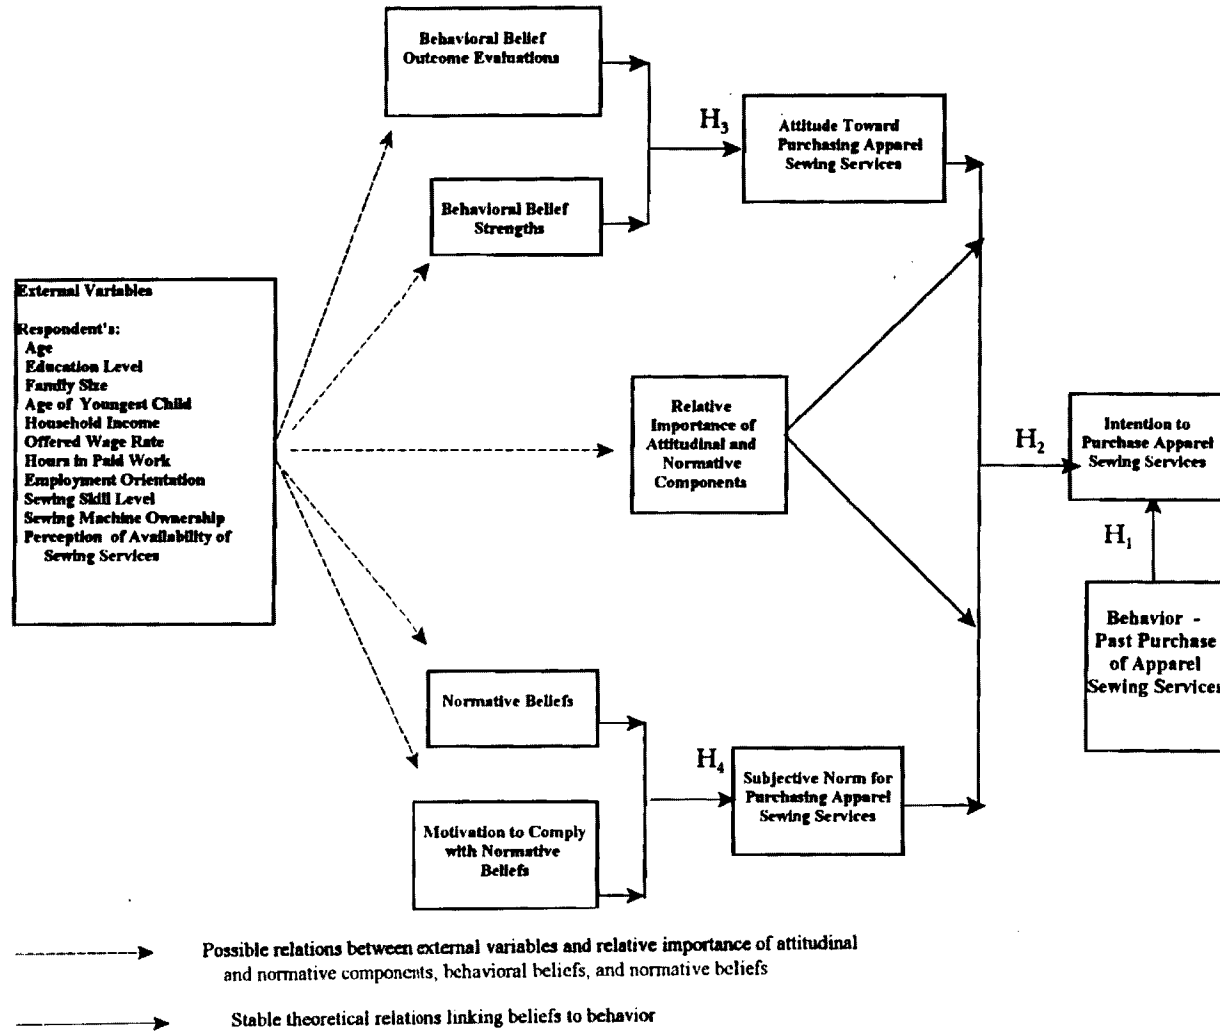 Behavioral Belief
Outcome Evaluations
H3
Attitude Toward
Purchasing Apparel
Sewing Services
Behavioral Belief
Strengths
External Variables
Respondent's:
Age
Education Level
Family Size
Age of Youngest Child
Household Income
Offered Wage Rate
Hours in Paid Work
Employment Orientation
Sewing Skill Level
Sewing Machine Ownership
Perception of Availability of
Sewing Services
Relative
Importance of
Attitudinal and
Normative
Components
H2
Intention to
Purchase Apparel
Sewing Services
H1
Behavior -
Past Purchase
of Apparel
Sewing Services
Normative Beliefs
H4
Subjective Norm for
Purchasing Apparel
Sewing Services
Motivation to Comply
with Normative
Beliefs
Possible relations between external variables and relative importance of attitudinal
and normative components, behavioral beliefs, and normative beliefs
Stable theoretical relations linking beliefs to behavior